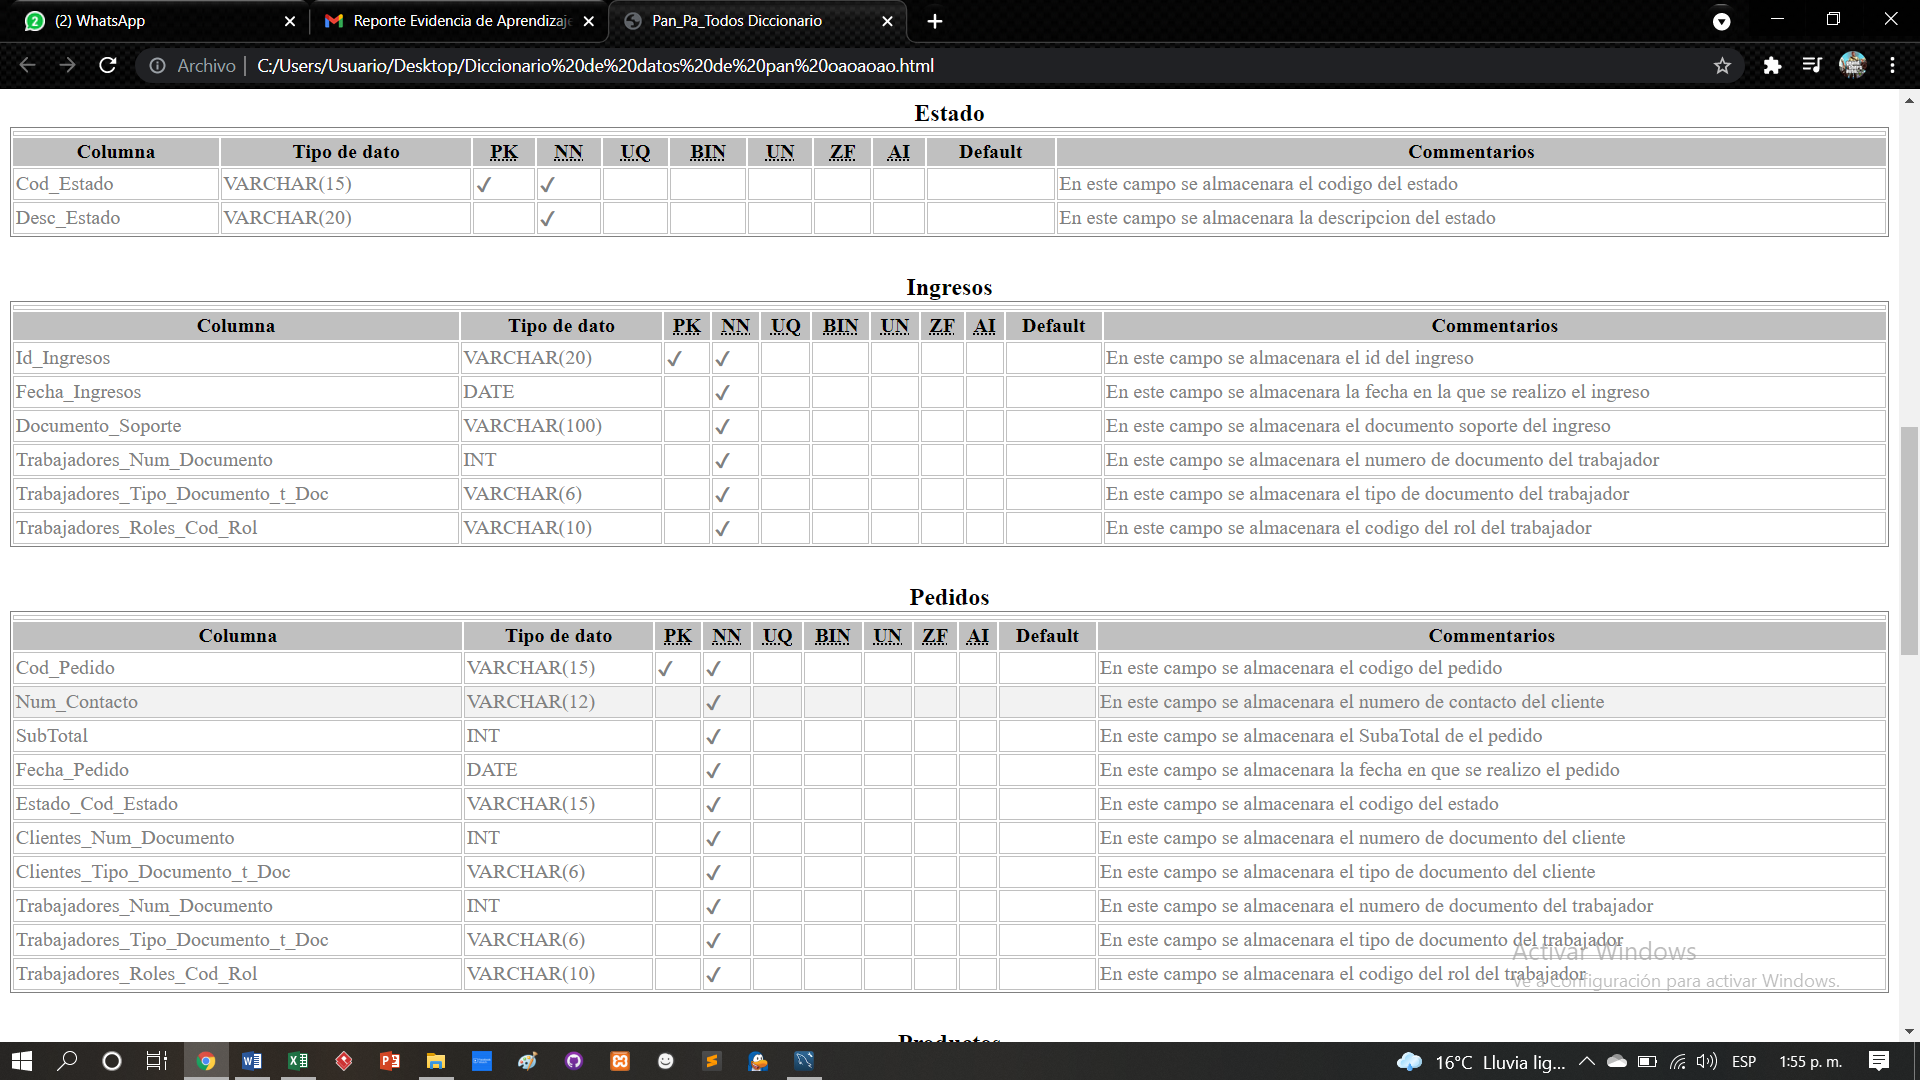 (2) WhatsApp
Reporte Evidencia de Aprendizaje
Pan_Pa_Todos Diccionario
Archivo
C:/Users/Usuario/Desktop/Diccionario%20de%20datos%20de%20pan%20oaoaoao.html
Estado
Columna Tipo de dato PK NN UQ BIN UN ZF AI Default Commentarios
Cod_Estado VARCHAR(15) ✓ ✓ En este campo se almacenara el codigo del estado
Desc_Estado VARCHAR(20) ✓ En este campo se almacenara la descripcion del estado
Ingresos
Columna Tipo de dato PK NN UQ BIN UN ZF AI Default Commentarios
Id_Ingresos VARCHAR(20) ✓ ✓ En este campo se almacenara el id del ingreso
Fecha_Ingresos DATE ✓ En este campo se almacenara la fecha en la que se realizo el ingreso
Documento_Soporte VARCHAR(100) ✓ En este campo se almacenara el documento soporte del ingreso
Trabajadores_Num_Documento INT ✓ En este campo se almacenara el numero de documento del trabajador
Trabajadores_Tipo_Documento_t_Doc VARCHAR(6) ✓ En este campo se almacenara el tipo de documento del trabajador
Trabajadores_Roles_Cod_Rol VARCHAR(10) ✓ En este campo se almacenara el codigo del rol del trabajador
Pedidos
Columna Tipo de dato PK NN UQ BIN UN ZF AI Default Commentarios
Cod_Pedido VARCHAR(15) ✓ ✓ En este campo se almacenara el codigo del pedido
Num_Contacto VARCHAR(12) ✓ En este campo se almacenara el numero de contacto del cliente
SubTotal INT ✓ En este campo se almacenara el SubaTotal de el pedido
Fecha_Pedido DATE ✓ En este campo se almacenara la fecha en que se realizo el pedido
Estado_Cod_Estado VARCHAR(15) ✓ En este campo se almacenara el codigo del estado
Clientes_Num_Documento INT ✓ En este campo se almacenara el numero de documento del cliente
Clientes_Tipo_Documento_t_Doc VARCHAR(6) ✓ En este campo se almacenara el tipo de documento del cliente
Trabajadores_Num_Documento INT ✓ En este campo se almacenara el numero de documento del trabajador
Trabajadores_Tipo_Documento_t_Doc VARCHAR(6) ✓ En este campo se almacenara el tipo de documento del trabajador
Activar Windows
Trabajadores_Roles_Cod_Rol VARCHAR(10) ✓ En este campo se almacenara el codigo del rol del trabajador
Ve a Configuración para activar Windows.
Productos
16°C Lluvia lig... ESP 1:55 p. m.